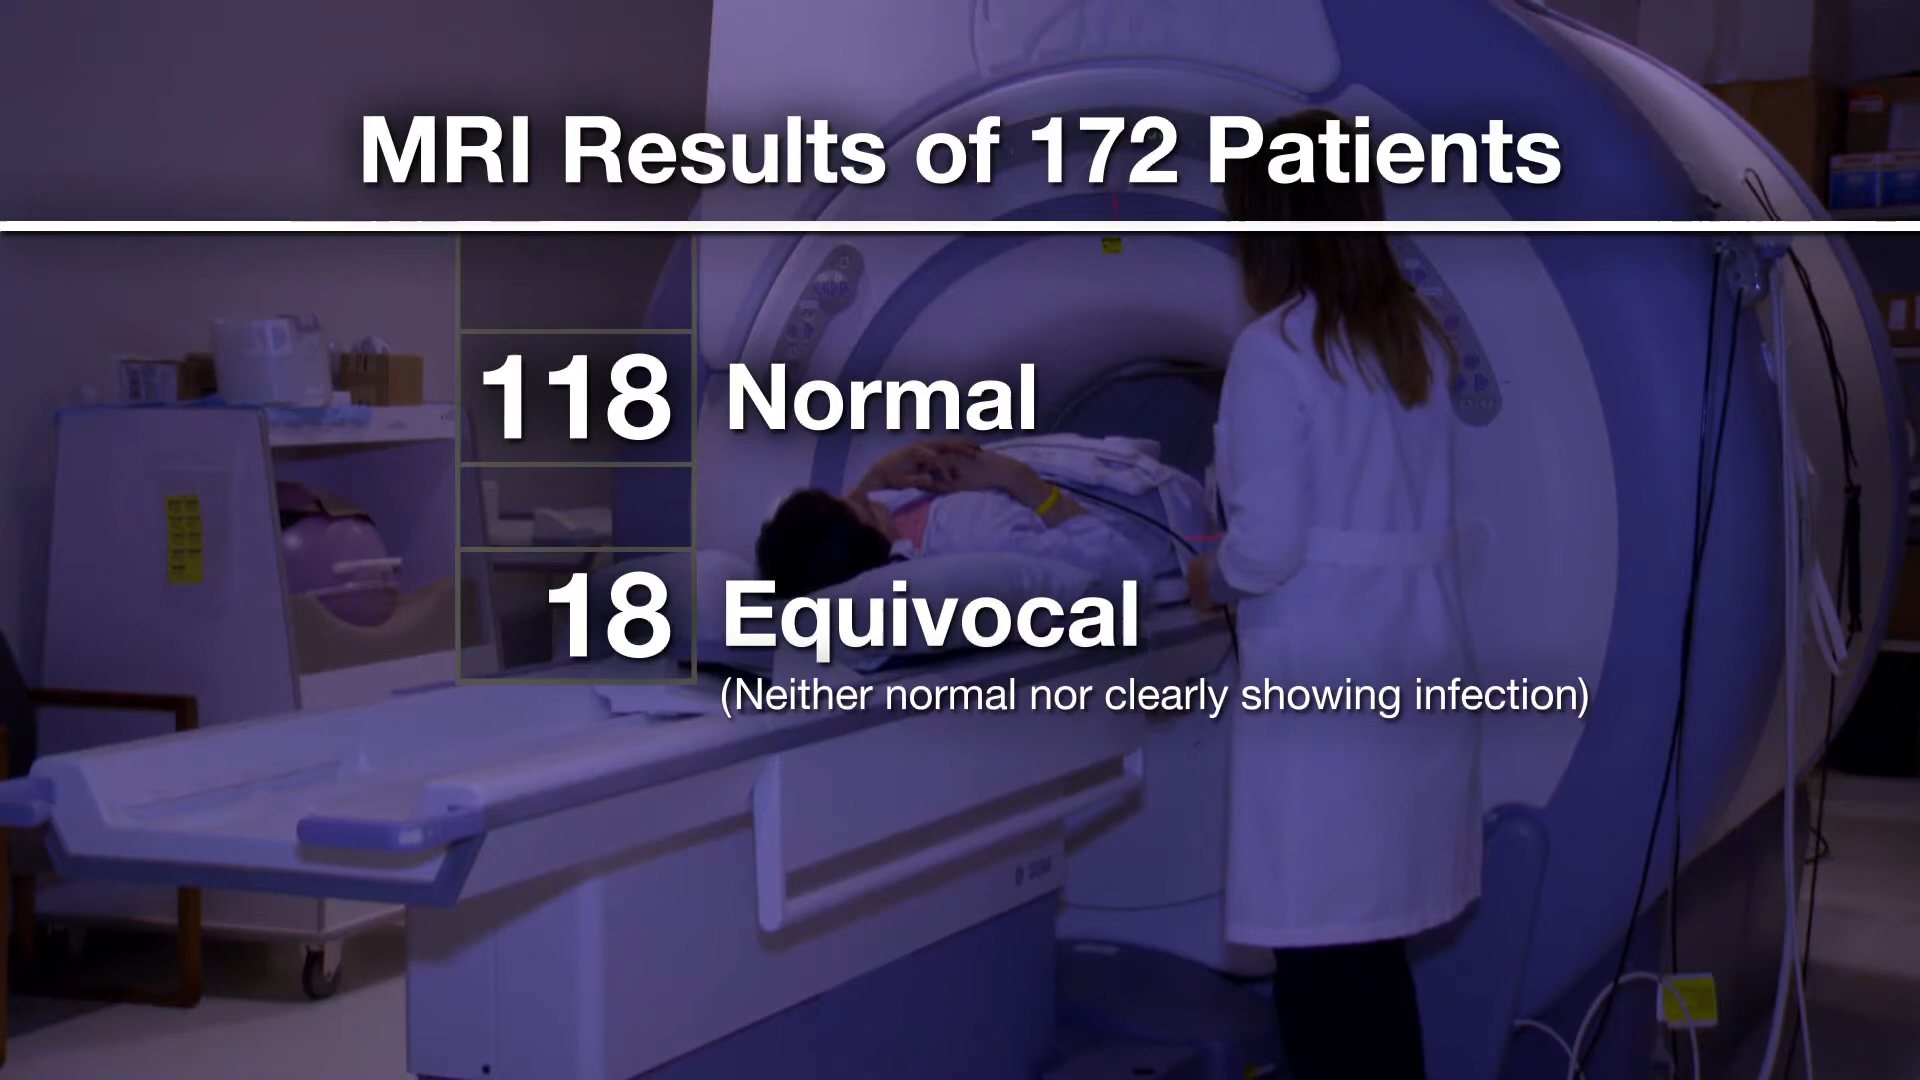 MRI Results of 172 Patients
118 Normal
18 Equivocal
(Neither normal nor clearly showing infection)